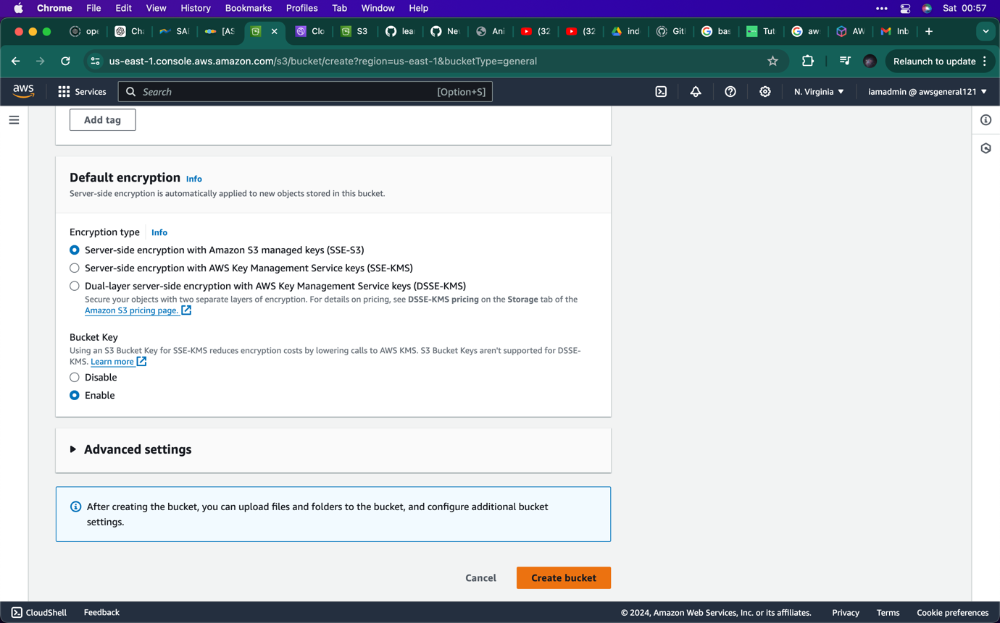 Chrome File Edit View History Bookmarks Profiles Tab Window Help Sat 00:57
ope Cha SAE [AS Clo S3 lear Nev Ani (32 (32 ind Gitl bas Tut aw AW Inb
us-east-1.console.aws.amazon.com/s3/bucket/create?region=us-east-1&bucketType=general Relaunch to update
aws Services Search [Option+S] N. Virginia iamadmin @ awsgeneral121
Add tag
Default encryption Info
Server-side encryption is automatically applied to new objects stored in this bucket.
Encryption type Info
Server-side encryption with Amazon S3 managed keys (SSE-S3)
Server-side encryption with AWS Key Management Service keys (SSE-KMS)
Dual-layer server-side encryption with AWS Key Management Service keys (DSSE-KMS)
Secure your objects with two separate layers of encryption. For details on pricing, see DSSE-KMS pricing on the Storage tab of the
Amazon S3 pricing page.
Bucket Key
Using an S3 Bucket Key for SSE-KMS reduces encryption costs by lowering calls to AWS KMS. S3 Bucket Keys aren't supported for DSSE-
KMS. Learn more
Disable
Enable
Advanced settings
After creating the bucket, you can upload files and folders to the bucket, and configure additional bucket
settings.
Cancel Create bucket
CloudShell Feedback © 2024, Amazon Web Services, Inc. or its affiliates. Privacy Terms Cookie preferences